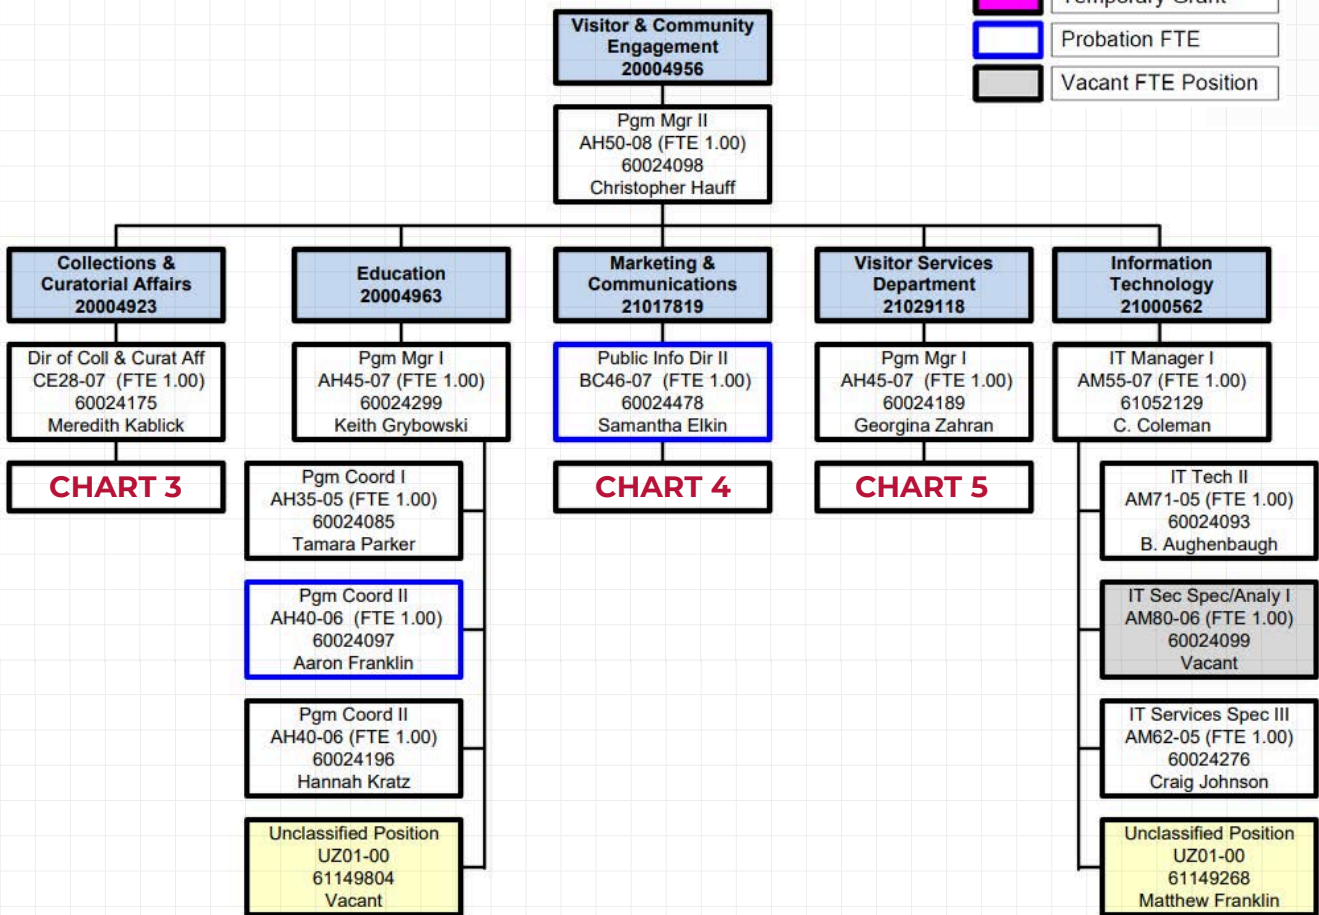 Temporary Grant
Probation FTE
Vacant FTE Position
Visitor & Community
Engagement
20004956
Pgm Mgr II
AH50-08 (FTE 1.00)
60024098
Christopher Hauff
Collections &
Curatorial Affairs
20004923
Dir of Coll & Curat Aff
CE28-07 (FTE 1.00)
60024175
Meredith Kablick
CHART 3
Education
20004963
Pgm Mgr I
AH45-07 (FTE 1.00)
60024299
Keith Grybowski
Pgm Coord I
AH35-05 (FTE 1.00)
60024085
Tamara Parker
Pgm Coord II
AH40-06 (FTE 1.00)
60024097
Aaron Franklin
Pgm Coord II
AH40-06 (FTE 1.00)
60024196
Hannah Kratz
Unclassified Position
UZ01-00
61149804
Vacant
Marketing &
Communications
21017819
Public Info Dir II
BC46-07 (FTE 1.00)
60024478
Samantha Elkin
CHART 4
Visitor Services
Department
21029118
Pgm Mgr I
AH45-07 (FTE 1.00)
60024189
Georgina Zahran
CHART 5
Information
Technology
21000562
IT Manager I
AM55-07 (FTE 1.00)
61052129
C. Coleman
IT Tech II
AM71-05 (FTE 1.00)
60024093
B. Aughenbaugh
IT Sec Spec/Analy I
AM80-06 (FTE 1.00)
60024099
Vacant
IT Services Spec III
AM62-05 (FTE 1.00)
60024276
Craig Johnson
Unclassified Position
UZ01-00
61149268
Matthew Franklin